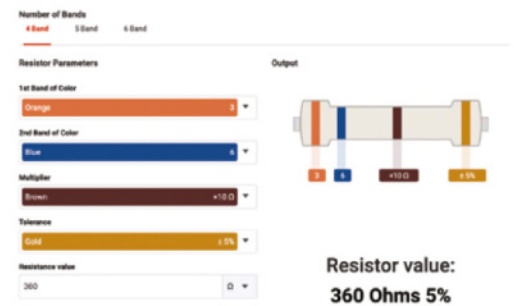 Number of Bands
4 Band 5 Band 6 Band
Resistor Parameters
Output
1st Band of Color
Orange 3
2nd Band of Color
Blue 6
Multiplier
Brown ×10 Ω
Tolerance
Gold ± 5%
Resistance value
360 Ω
3 6 ×10 Ω ± 5%
Resistor value:
360 Ohms 5%